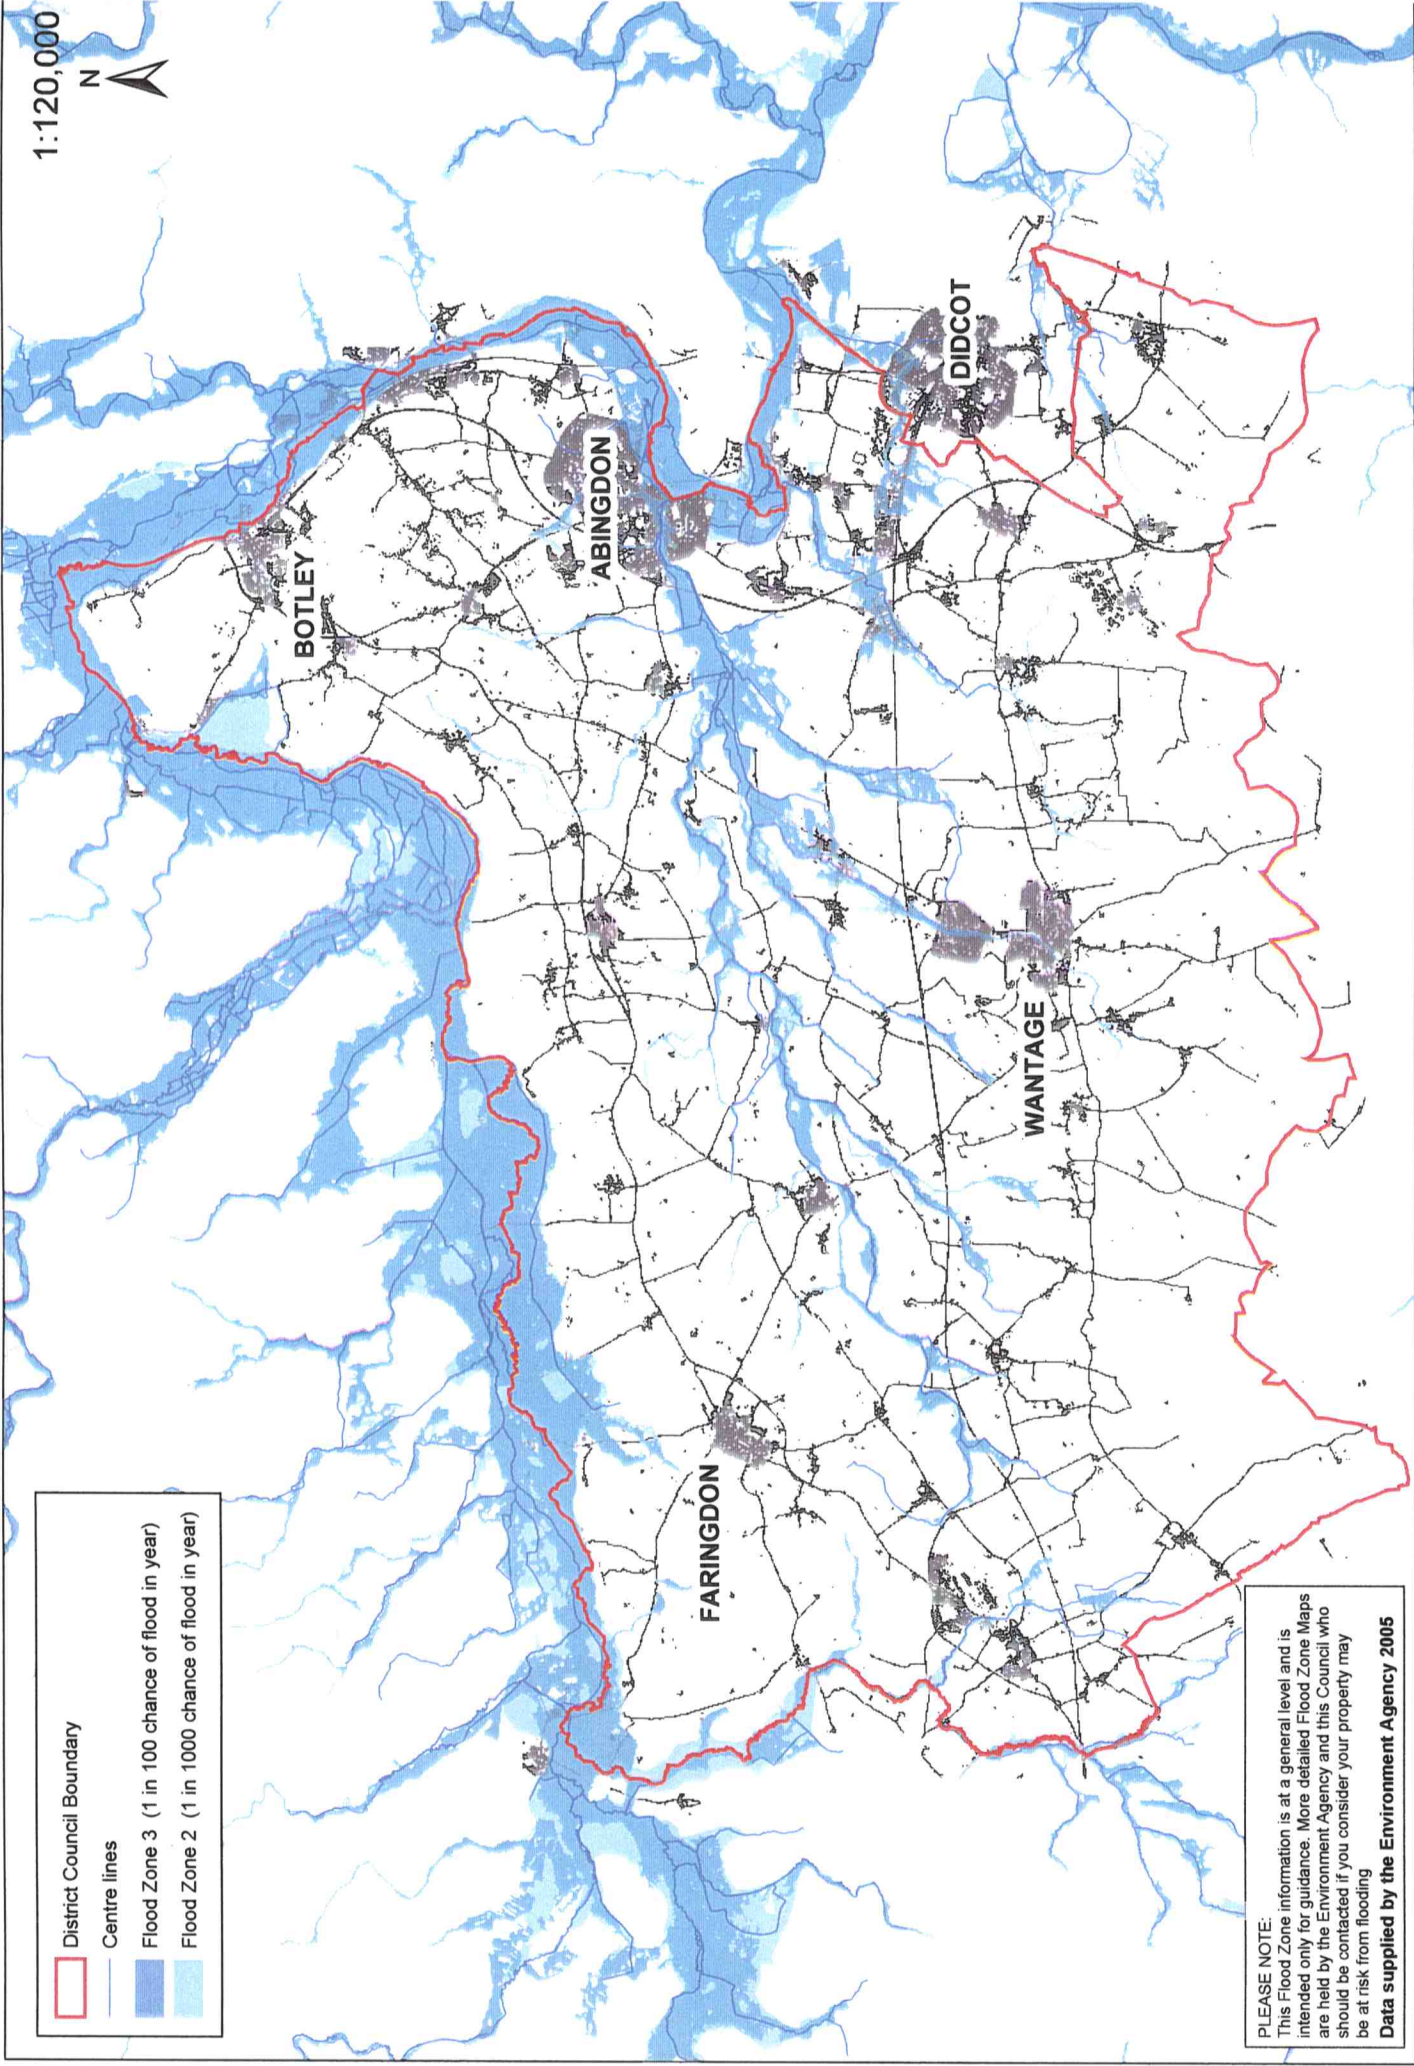 1:120,000
N
District Council Boundary
Centre lines
Flood Zone 3 (1 in 100 chance of flood in year)
Flood Zone 2 (1 in 1000 chance of flood in year)
BOTLEY
ABINGDON
DIDCOT
FARINGDON
WANTAGE
PLEASE NOTE:
This Flood Zone information is at a general level and is
intended only for guidance. More detailed Flood Zone Maps
are held by the Environment Agency and this Council who
should be contacted if you consider your property may
be at risk from flooding
Data supplied by the Environment Agency 2005